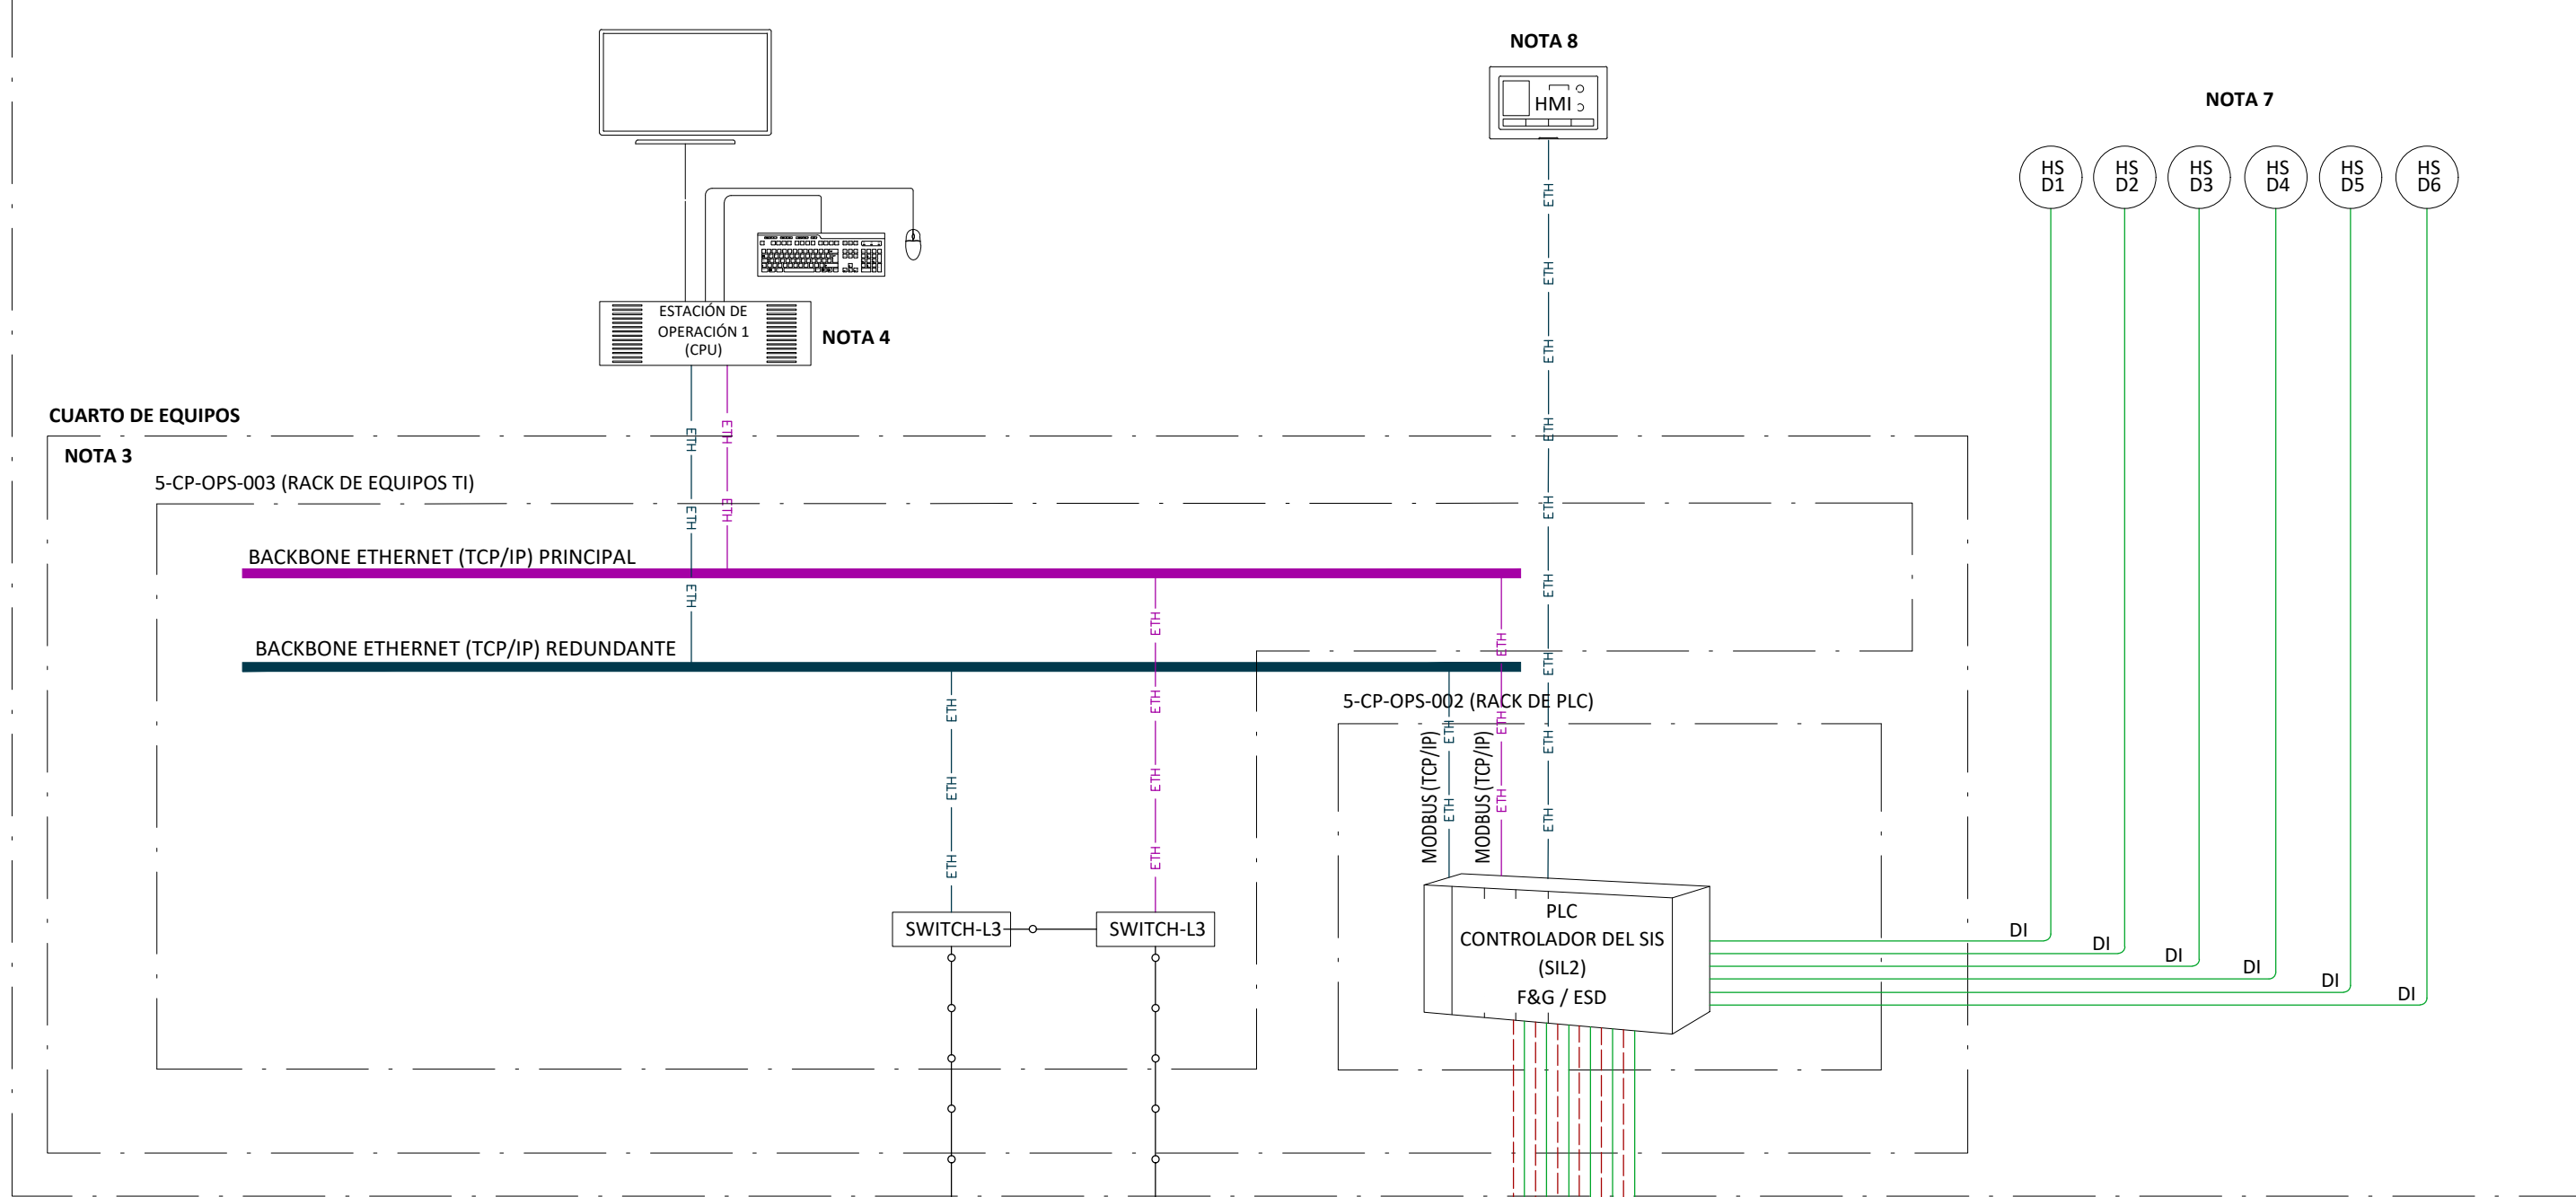 NOTA 8
HMI
NOTA 7
HS
D1
HS
D2
HS
D3
HS
D4
HS
D5
HS
D6
ETH
ETH
ETH
ETH
ETH
ETH
ETH
ETH
ETH
ESTACIÓN DE
OPERACIÓN 1
(CPU)
NOTA 4
CUARTO DE EQUIPOS
NOTA 3
ETH
ETH
ETH
ETH
ETH
5-CP-OPS-003 (RACK DE EQUIPOS TI)
BACKBONE ETHERNET (TCP/IP) PRINCIPAL
BACKBONE ETHERNET (TCP/IP) REDUNDANTE
ETH
ETH
ETH
ETH
ETH
ETH
ETH
5-CP-OPS-002 (RACK DE PLC)
MODBUS (TCP/IP)
ETH
ETH
MODBUS (TCP/IP)
ETH
ETH
ETH
SWITCH-L3
SWITCH-L3
PLC
CONTROLADOR DEL SIS
(SIL2)
F&G / ESD
DI
DI
DI
DI
DI
DI